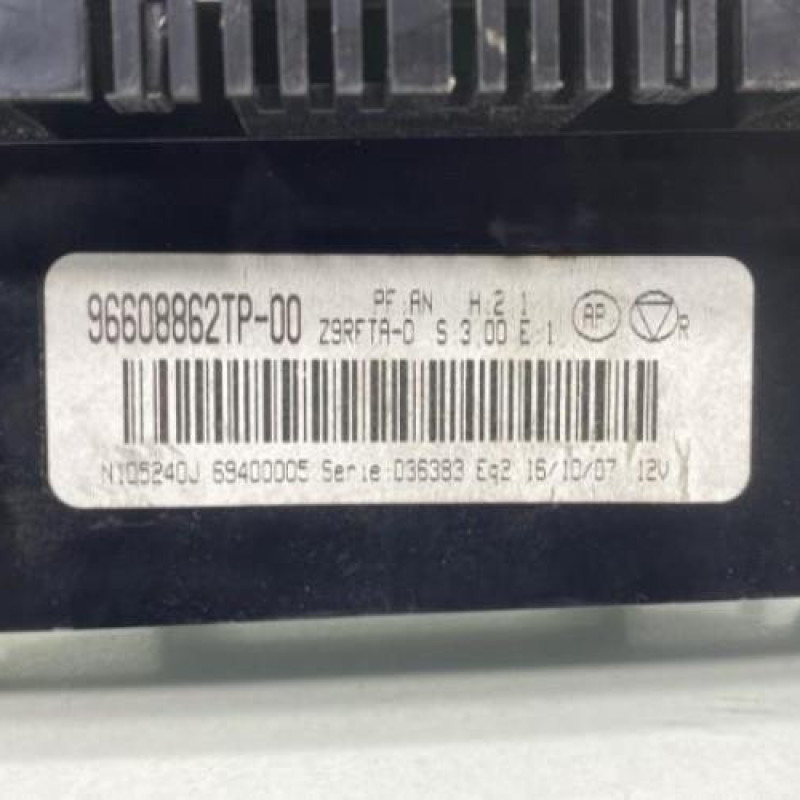 96608862TP-00 PF:AN H:2 1
Z9RFTA-0 S 3 00 E 1 AP R
N105240J 69400005 Serie 036383 Eq2 16/10/07 12V